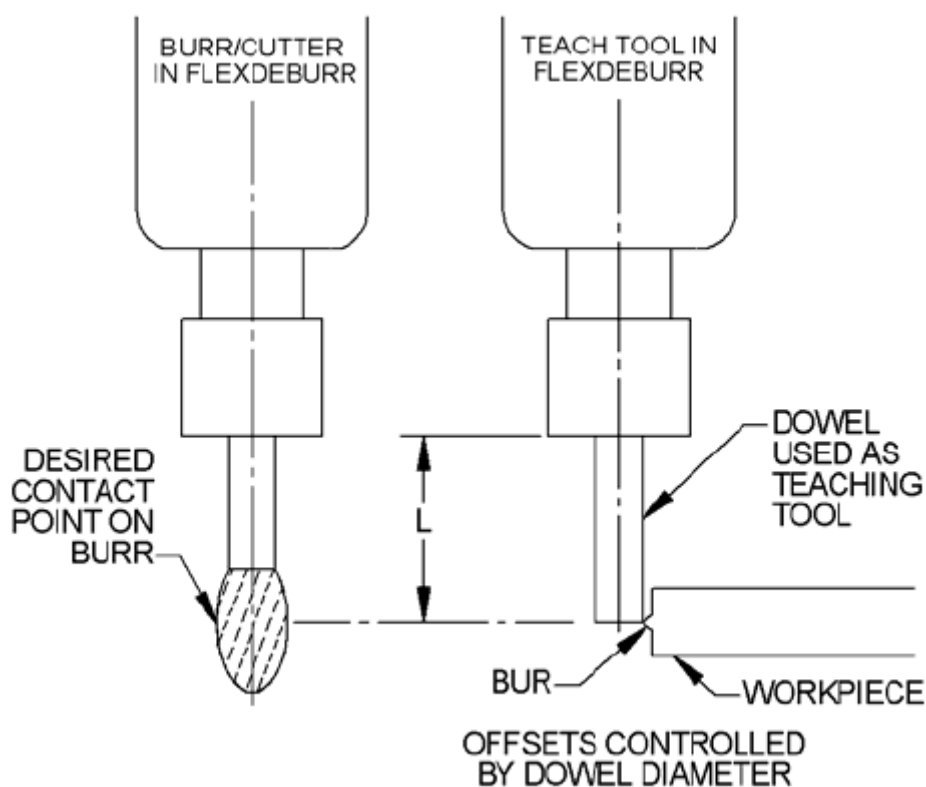 BURR/CUTTER
IN FLEXDEBURR
TEACH TOOL IN
FLEXDEBURR
DESIRED
CONTACT
POINT ON
BURR
L
DOWEL
USED AS
TEACHING
TOOL
BUR
WORKPIECE
OFFSETS CONTROLLED
BY DOWEL DIAMETER